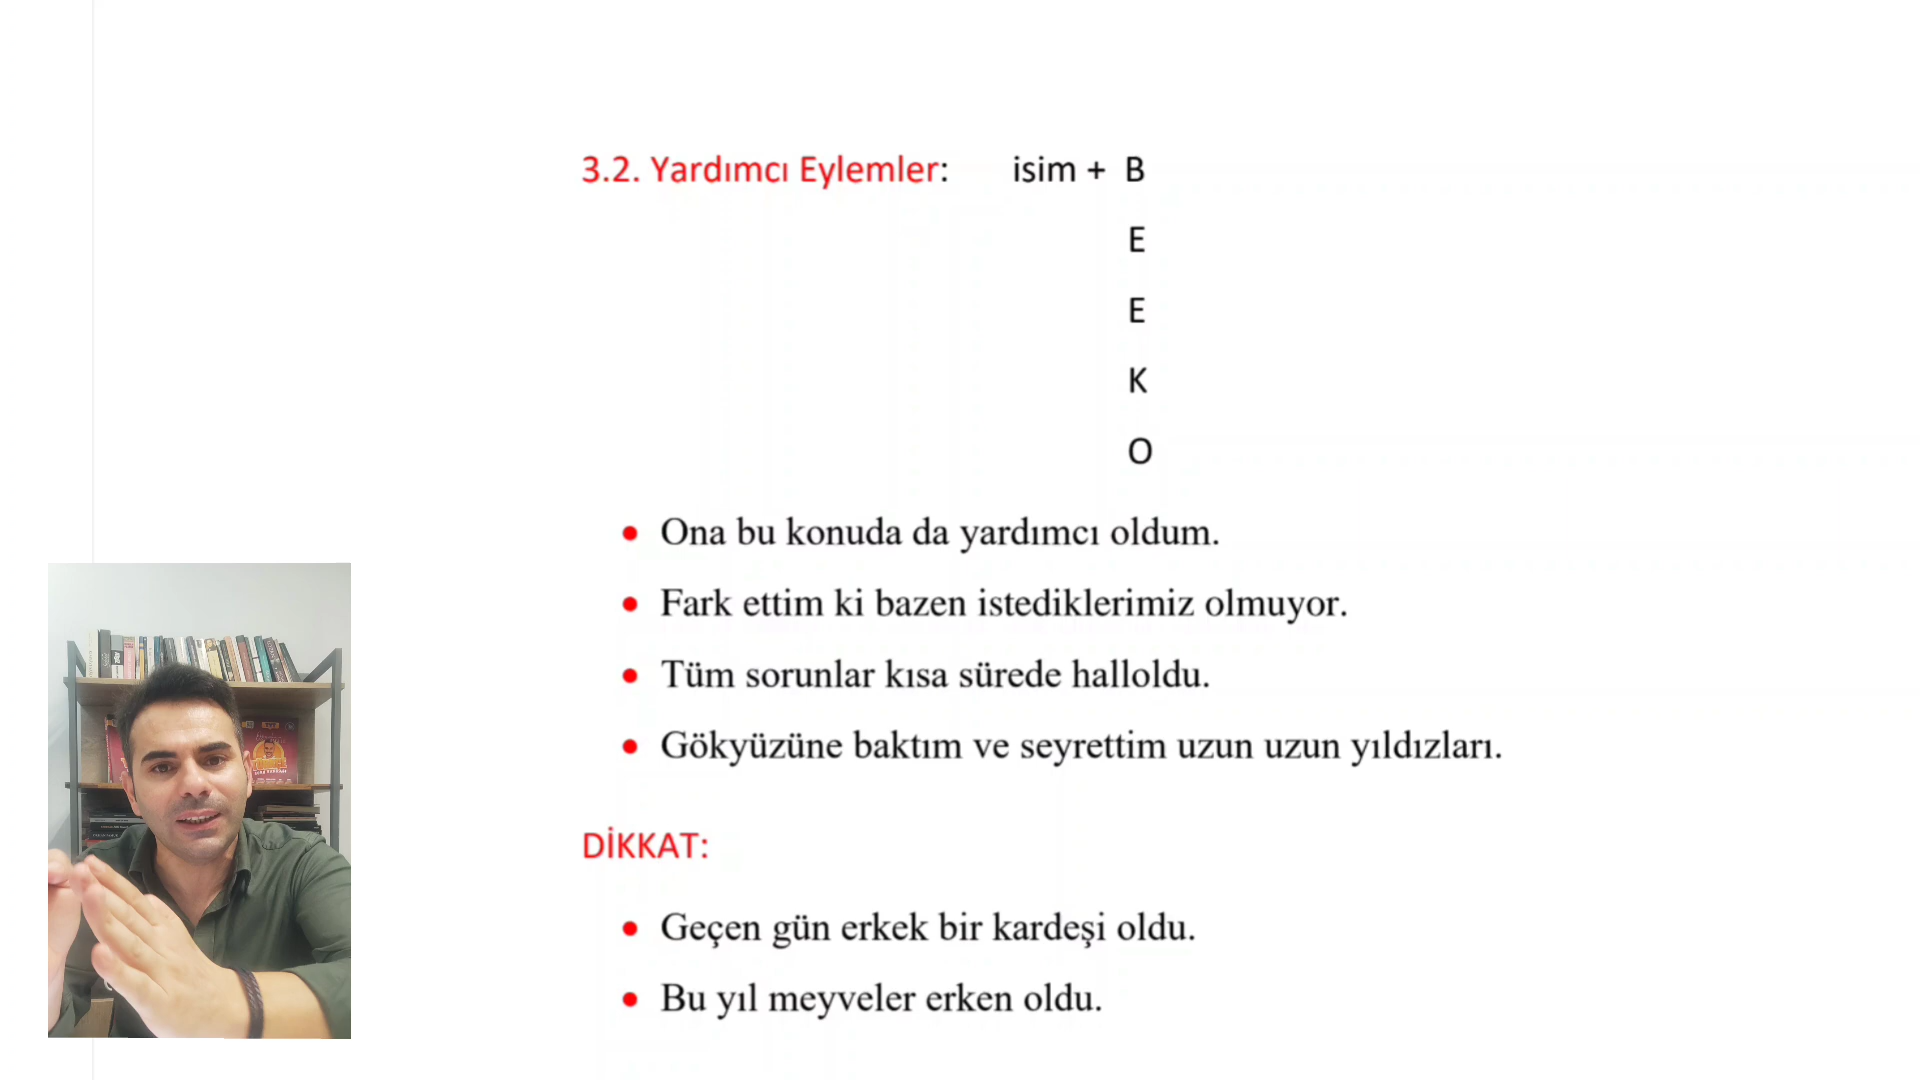 3.2. Yardımcı Eylemler: isim + B
E
E
K
O
• Ona bu konuda da yardımcı oldum.
• Fark ettim ki bazen istediklerimiz olmuyor.
• Tüm sorunlar kısa sürede halloldu.
• Gökyüzüne baktım ve seyrettim uzun uzun yıldızları.
DİKKAT:
• Geçen gün erkek bir kardeşi oldu.
• Bu yıl meyveler erken oldu.